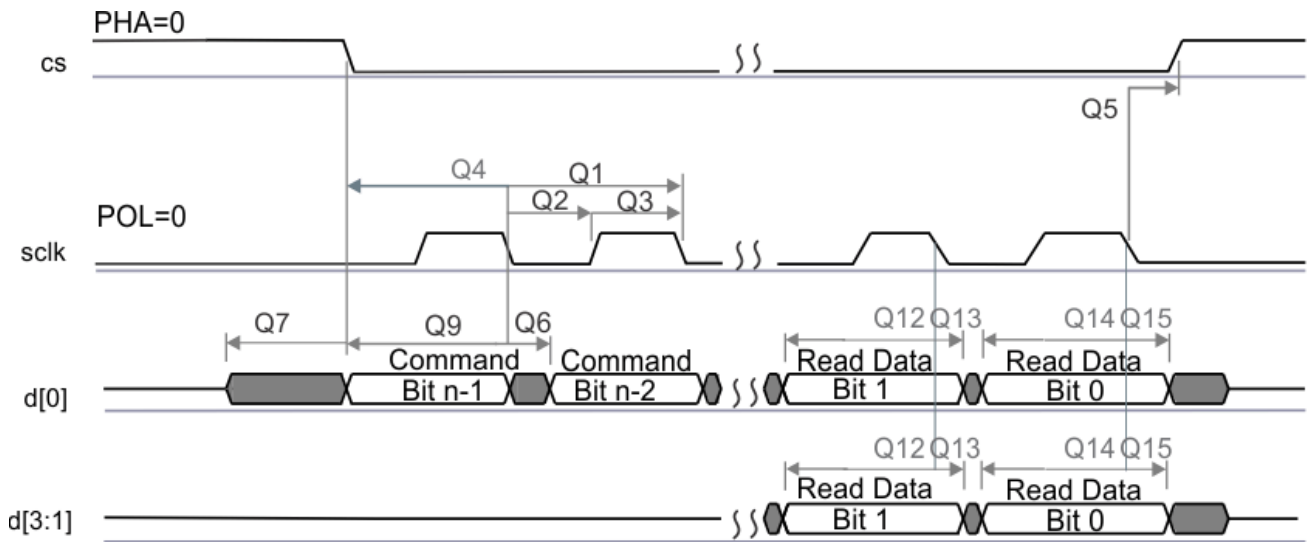 PHA=0
cs
Q5
Q4 Q1
Q2 Q3
POL=0
sclk
Q7 Q9 Q6 Q12 Q13 Q14 Q15
Command Command Read Data Read Data
d[0] Bit n-1 Bit n-2 Bit 1 Bit 0
Q12 Q13 Q14 Q15
Read Data Read Data
d[3:1] Bit 1 Bit 0